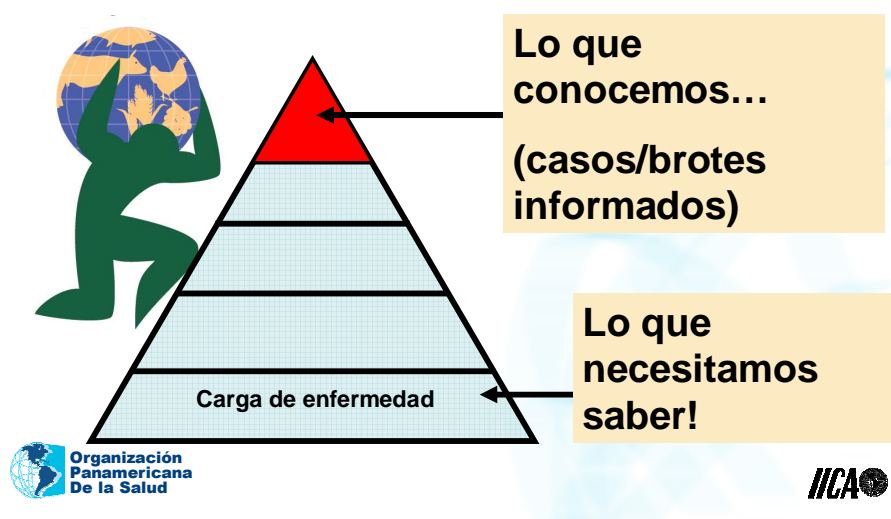 Lo que
conocemos…
(casos/brotes
informados)
Lo que
necesitamos
saber!
Carga de enfermedad
Organización
Panamericana
De la Salud
IICA